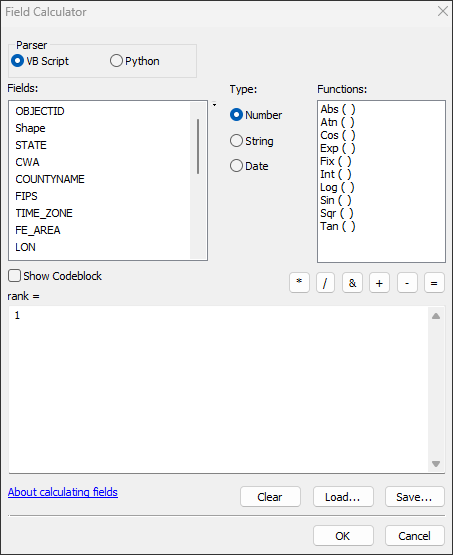 Field Calculator
Parser
VB Script
Python
Fields:
OBJECTID
Shape
STATE
CWA
COUNTYNAME
FIPS
TIME_ZONE
FE_AREA
LON
Type:
Number
String
Date
Functions:
Abs ( )
Atn ( )
Cos ( )
Exp ( )
Fix ( )
Int ( )
Log ( )
Sin ( )
Sqr ( )
Tan ( )
Show Codeblock
* / & + - =
rank =
1
About calculating fields
Clear
Load...
Save...
OK
Cancel